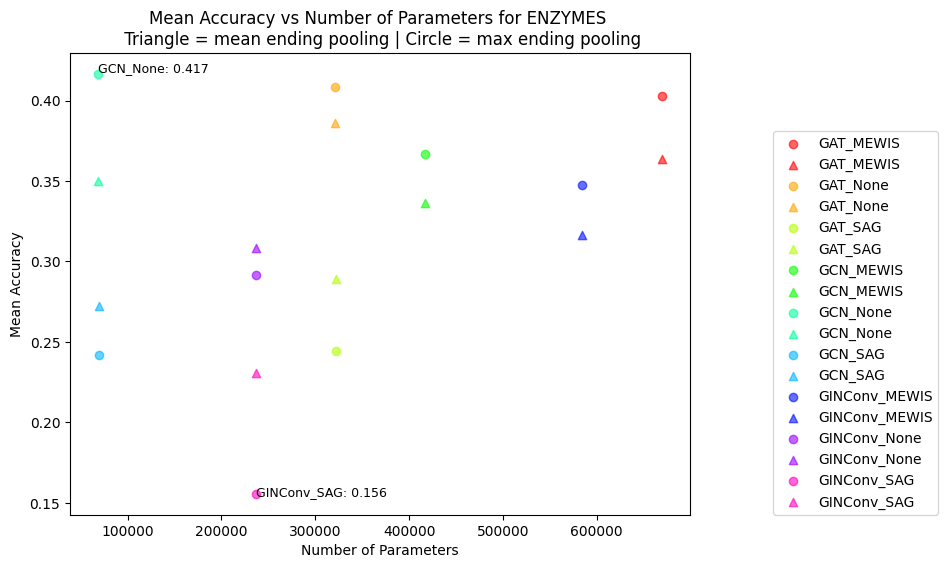 Mean Accuracy vs Number of Parameters for ENZYMES
Triangle = mean ending pooling | Circle = max ending pooling
GCN_None: 0.417
GINConv_SAG: 0.156
Mean Accuracy
0.40
0.35
0.30
0.25
0.20
0.15
100000
200000
300000
400000
500000
600000
Number of Parameters
GAT_MEWIS
GAT_MEWIS
GAT_None
GAT_None
GAT_SAG
GAT_SAG
GCN_MEWIS
GCN_MEWIS
GCN_None
GCN_None
GCN_SAG
GCN_SAG
GINConv_MEWIS
GINConv_MEWIS
GINConv_None
GINConv_None
GINConv_SAG
GINConv_SAG